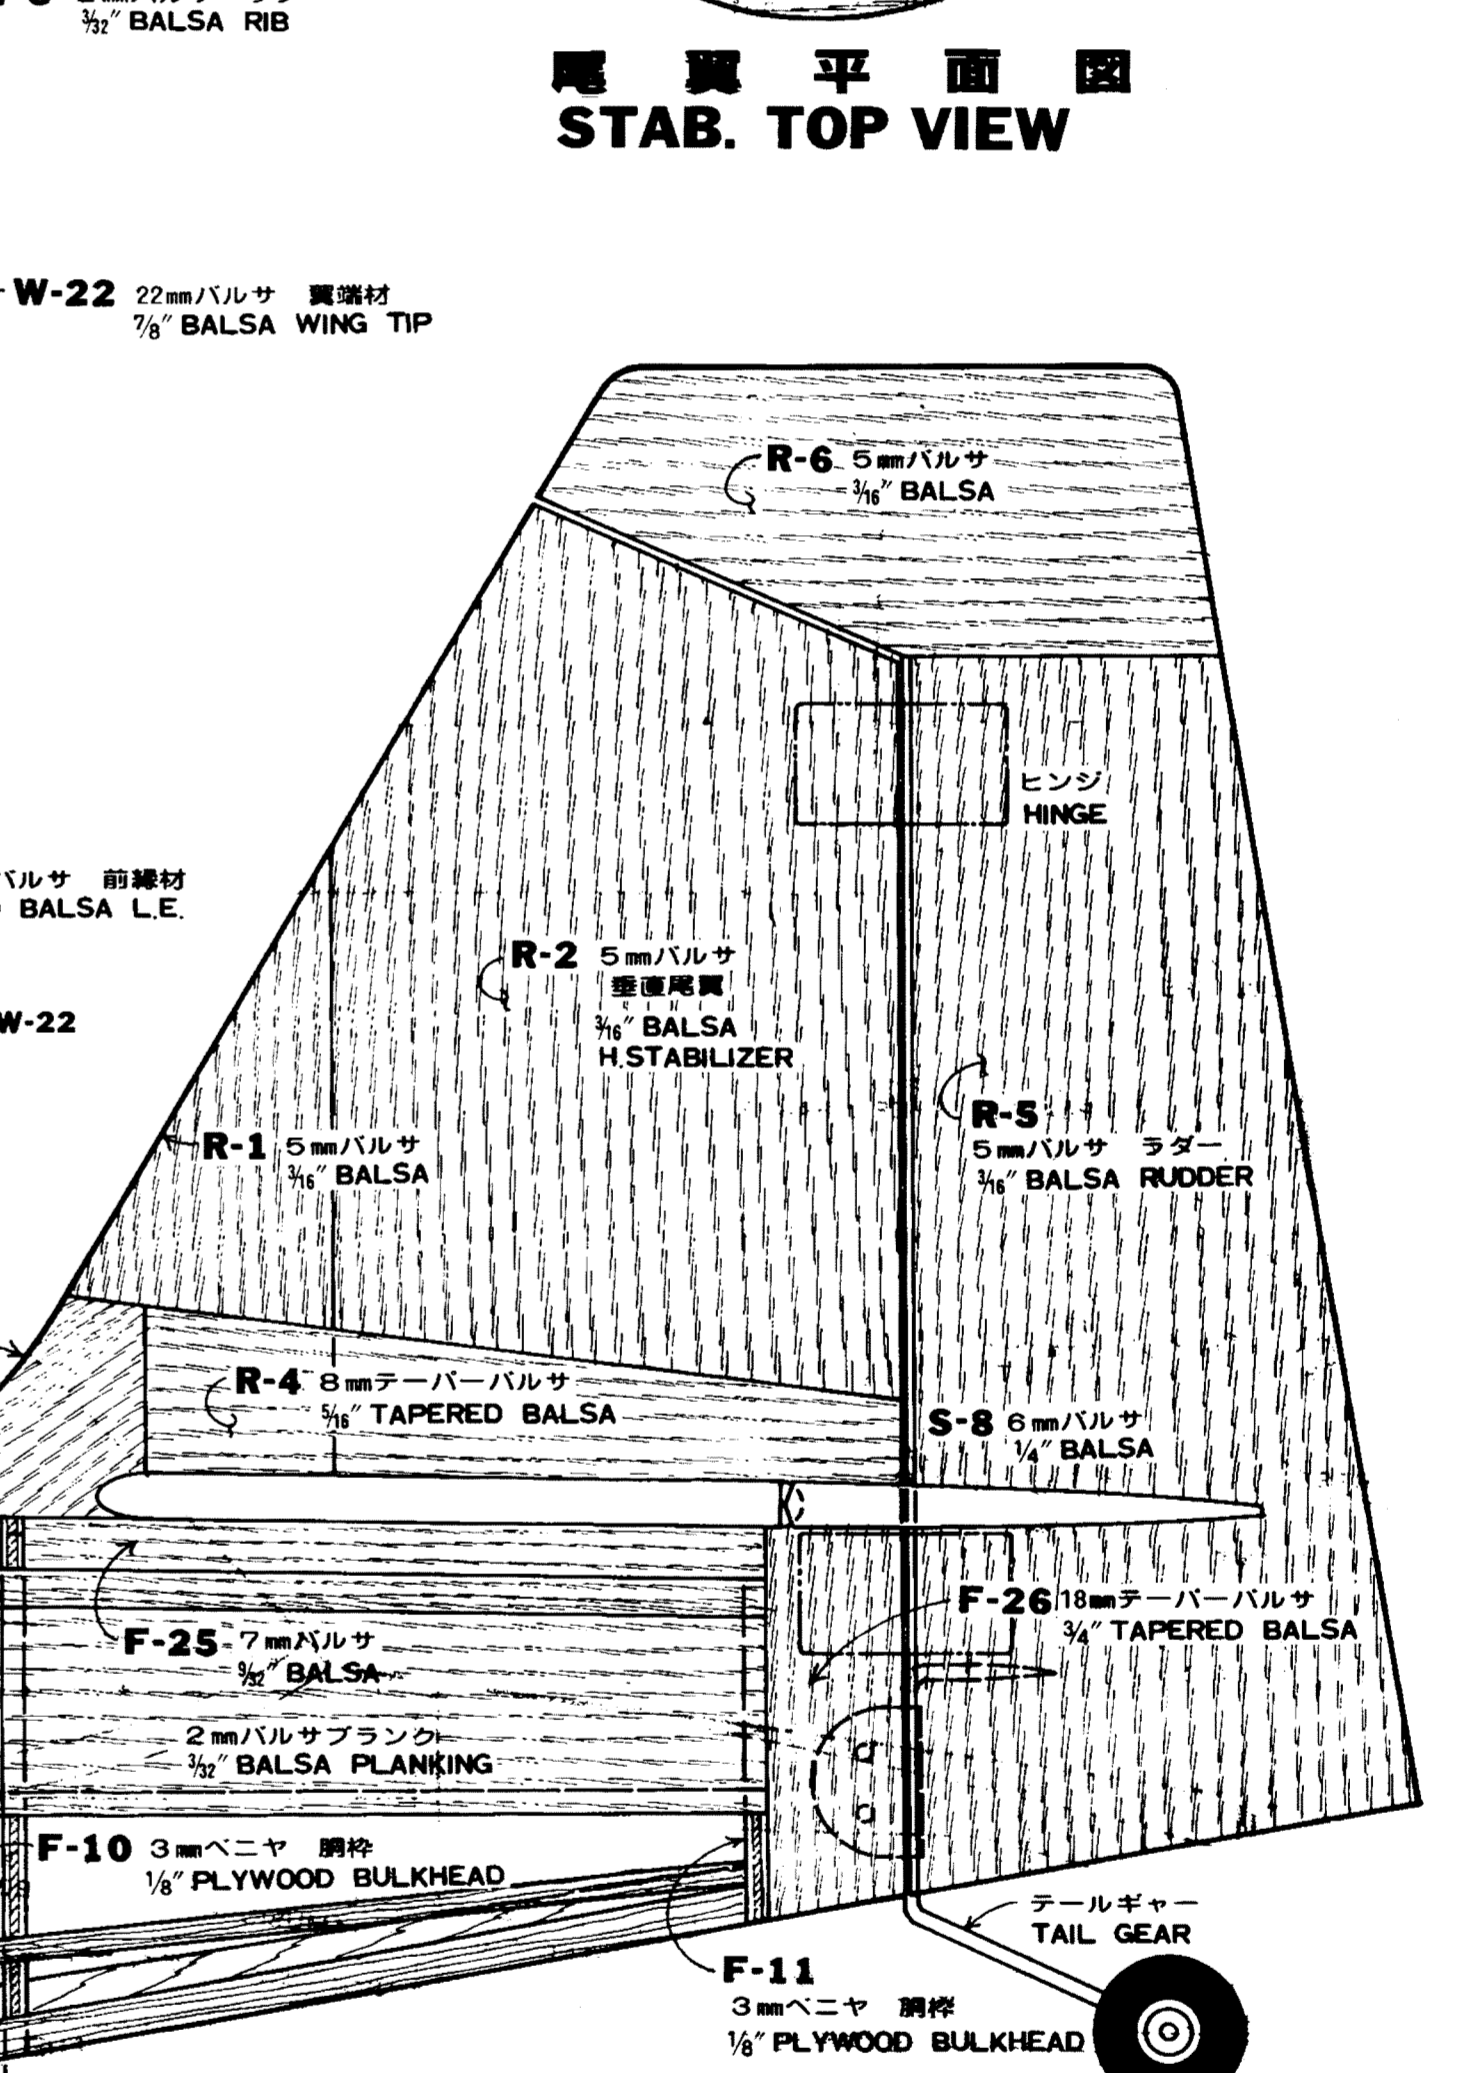 3/32″ BALSA RIB
尾翼平面図
STAB. TOP VIEW
W-22 22mmバルサ 翼端材
7/8″ BALSA WING TIP
R-6 5mmバルサ
3/16″ BALSA
ヒンジ
HINGE
バルサ 前縁材
BALSA L.E.
R-2 5mmバルサ
垂直尾翼
3/16″ BALSA
H.STABILIZER
W-22
R-1 5mmバルサ
3/16″ BALSA
R-5
5mmバルサ ラダー
3/16″ BALSA RUDDER
R-4 8mmテーパーバルサ
5/16″ TAPERED BALSA
S-8 6mmバルサ
1/4″ BALSA
F-26 18mmテーパーバルサ
3/4″ TAPERED BALSA
F-25 7mmバルサ
9/32″ BALSA
2mmバルサプランク
3/32″ BALSA PLANKING
F-10 3mmベニヤ 胴枠
1/8″ PLYWOOD BULKHEAD
テールギャー
TAIL GEAR
F-11
3mmベニヤ 胴枠
1/8″ PLYWOOD BULKHEAD